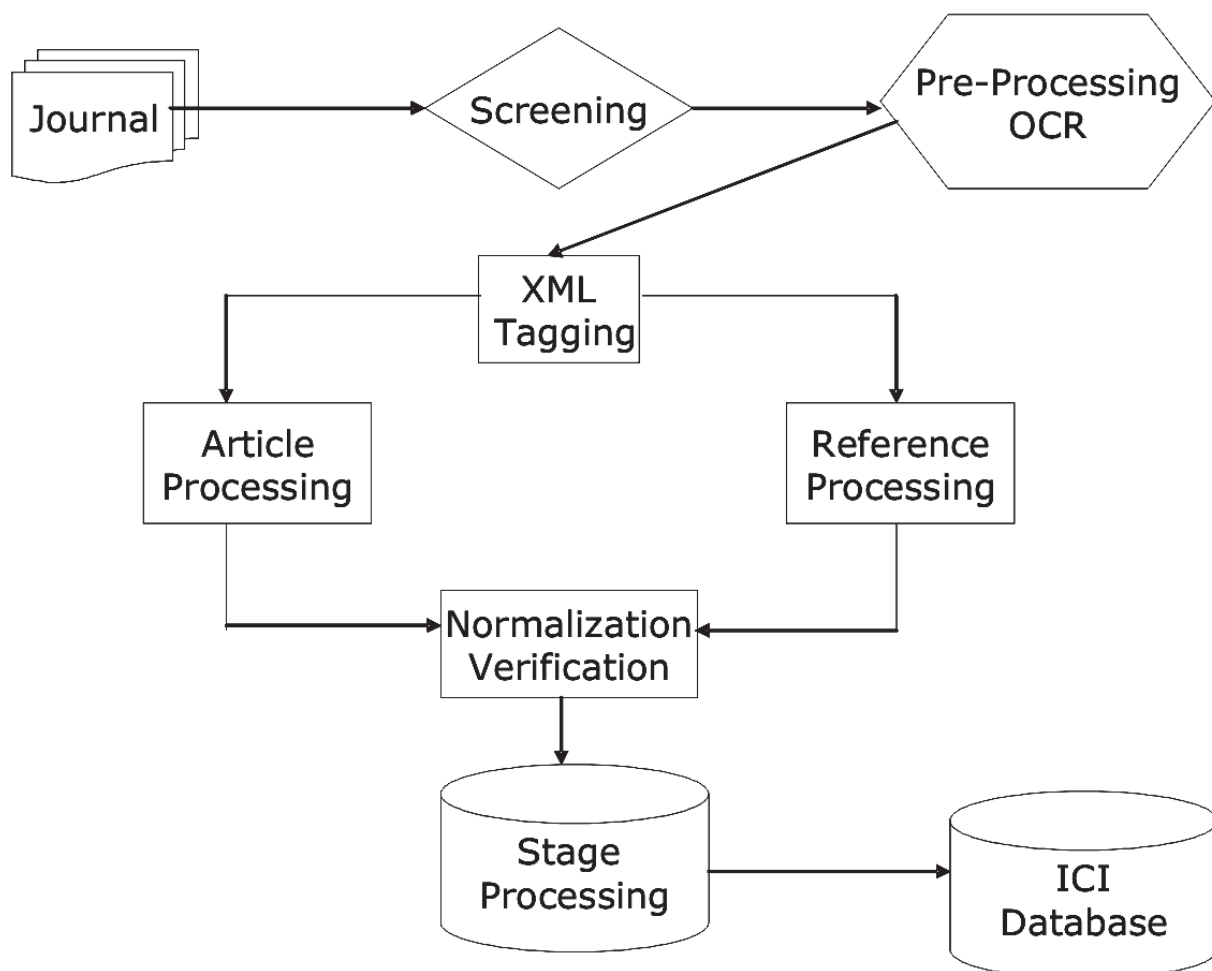 Journal
Screening
Pre-Processing
OCR
XML
Tagging
Article
Processing
Reference
Processing
Normalization
Verification
Stage
Processing
ICI
Database